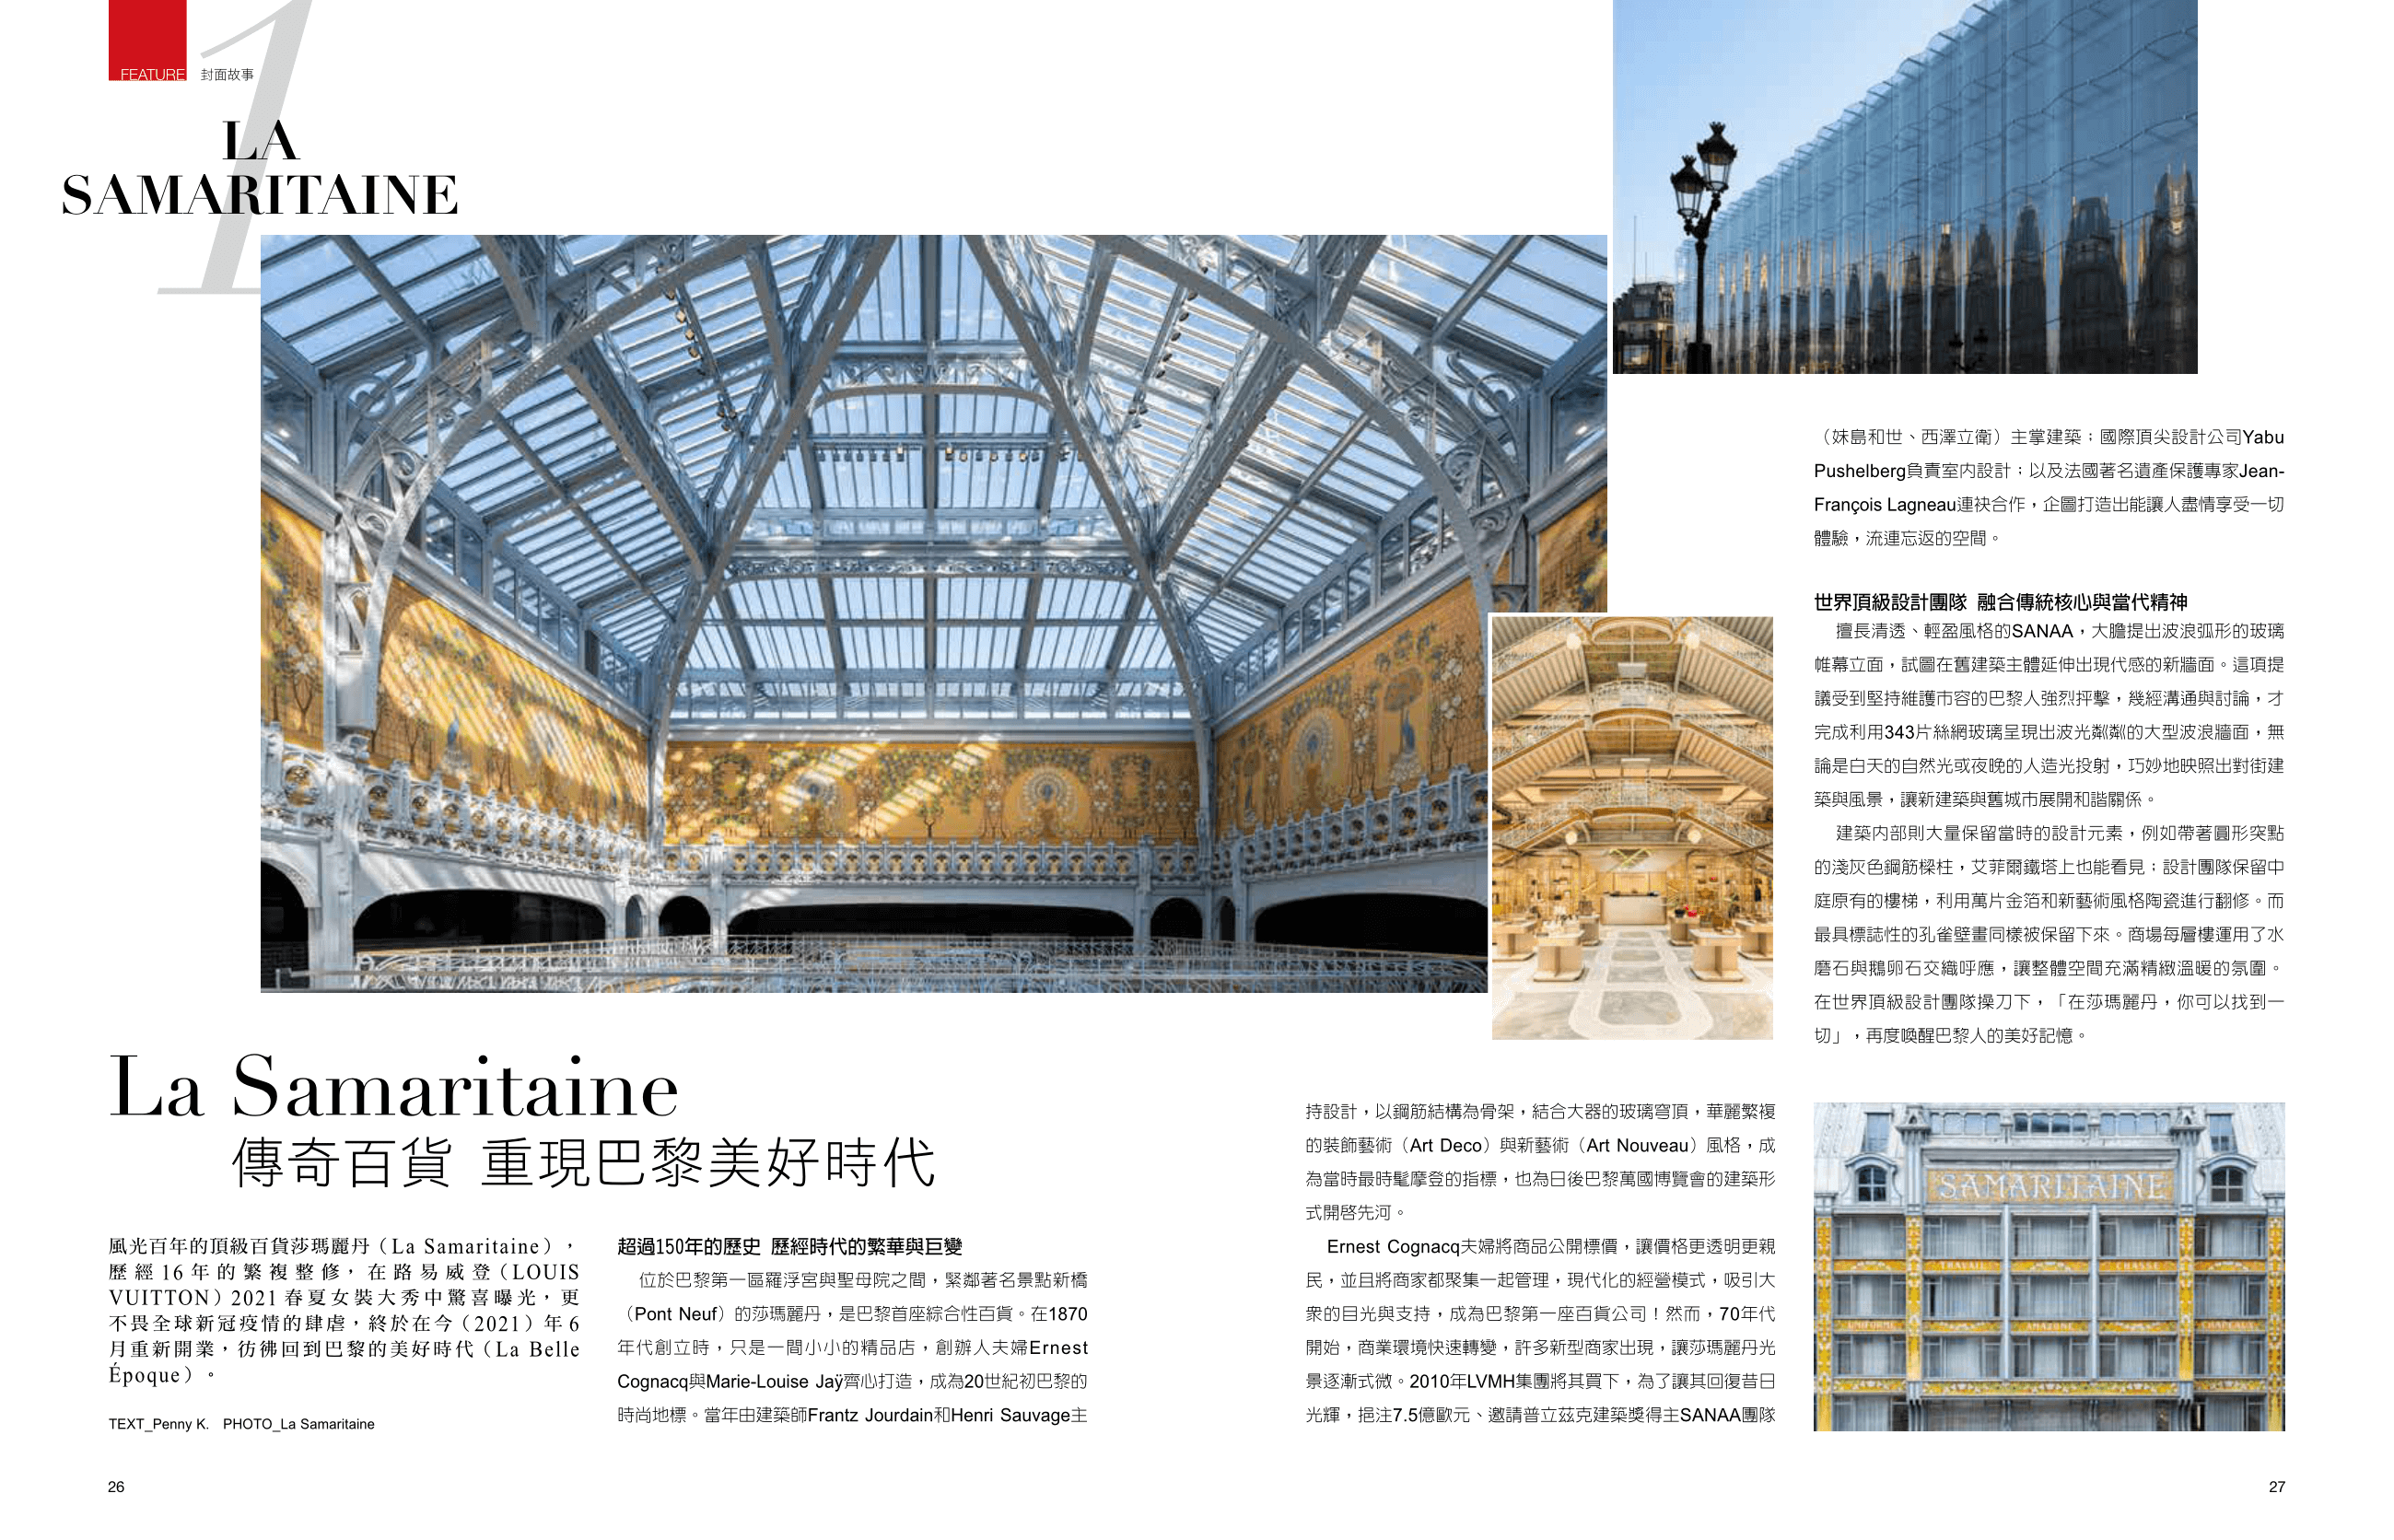 FEATURE 封面故事
1
LA
SAMARITAINE
La Samaritaine
傳奇百貨 重現巴黎美好時代
風光百年的頂級百貨莎瑪麗丹（La Samaritaine），
歷經16年的繁複整修，在路易威登（LOUIS
VUITTON）2021春夏女裝大秀中驚喜曝光，更
不畏全球新冠疫情的肆虐，終於在今（2021）年6
月重新開業，彷彿回到巴黎的美好時代（La Belle
Époque）。
TEXT_Penny K. PHOTO_La Samaritaine
超過150年的歷史 歷經時代的繁華與巨變
位於巴黎第一區羅浮宮與聖母院之間，緊鄰著名景點新橋
（Pont Neuf）的莎瑪麗丹，是巴黎首座綜合性百貨。在1870
年代創立時，只是一間小小的精品店，創辦人夫婦Ernest
Cognacq與Marie-Louise Jaÿ齊心打造，成為20世紀初巴黎的
時尚地標。當年由建築師Frantz Jourdain和Henri Sauvage主
持設計，以鋼筋結構為骨架，結合大器的玻璃穹頂，華麗繁複
的裝飾藝術（Art Deco）與新藝術（Art Nouveau）風格，成
為當時最時髦摩登的指標，也為日後巴黎萬國博覽會的建築形
式開啓先河。
Ernest Cognacq夫婦將商品公開標價，讓價格更透明更親
民，並且將商家都聚集一起管理，現代化的經營模式，吸引大
眾的目光與支持，成為巴黎第一座百貨公司！然而，70年代
開始，商業環境快速轉變，許多新型商家出現，讓莎瑪麗丹光
景逐漸式微。2010年LVMH集團將其買下，為了讓其回復昔日
光輝，挹注7.5億歐元、邀請普立茲克建築獎得主SANAA團隊
（妹島和世、西澤立衛）主掌建築；國際頂尖設計公司Yabu
Pushelberg負責室內設計；以及法國著名遺產保護專家Jean-
François Lagneau連袂合作，企圖打造出能讓人盡情享受一切
體驗，流連忘返的空間。
世界頂級設計團隊 融合傳統核心與當代精神
擅長清透、輕盈風格的SANAA，大膽提出波浪弧形的玻璃
帷幕立面，試圖在舊建築主體延伸出現代感的新牆面。這項提
議受到堅持維護市容的巴黎人強烈抨擊，幾經溝通與討論，才
完成利用343片絲網玻璃呈現出波光粼粼的大型波浪牆面，無
論是白天的自然光或夜晚的人造光投射，巧妙地映照出對街建
築與風景，讓新建築與舊城市展開和諧關係。
建築內部則大量保留當時的設計元素，例如帶著圓形突點
的淺灰色鋼筋樑柱，艾菲爾鐵塔上也能看見；設計團隊保留中
庭原有的樓梯，利用萬片金箔和新藝術風格陶瓷進行翻修。而
最具標誌性的孔雀壁畫同樣被保留下來。商場每層樓運用了水
磨石與鵝卵石交織呼應，讓整體空間充滿精緻溫暖的氛圍。
在世界頂級設計團隊操刀下，「在莎瑪麗丹，你可以找到一
切」，再度喚醒巴黎人的美好記憶。
SAMARITAINE
TRAVAIL CHASSE
UNIFORME AMAZONE CHAPEAUX
26
27